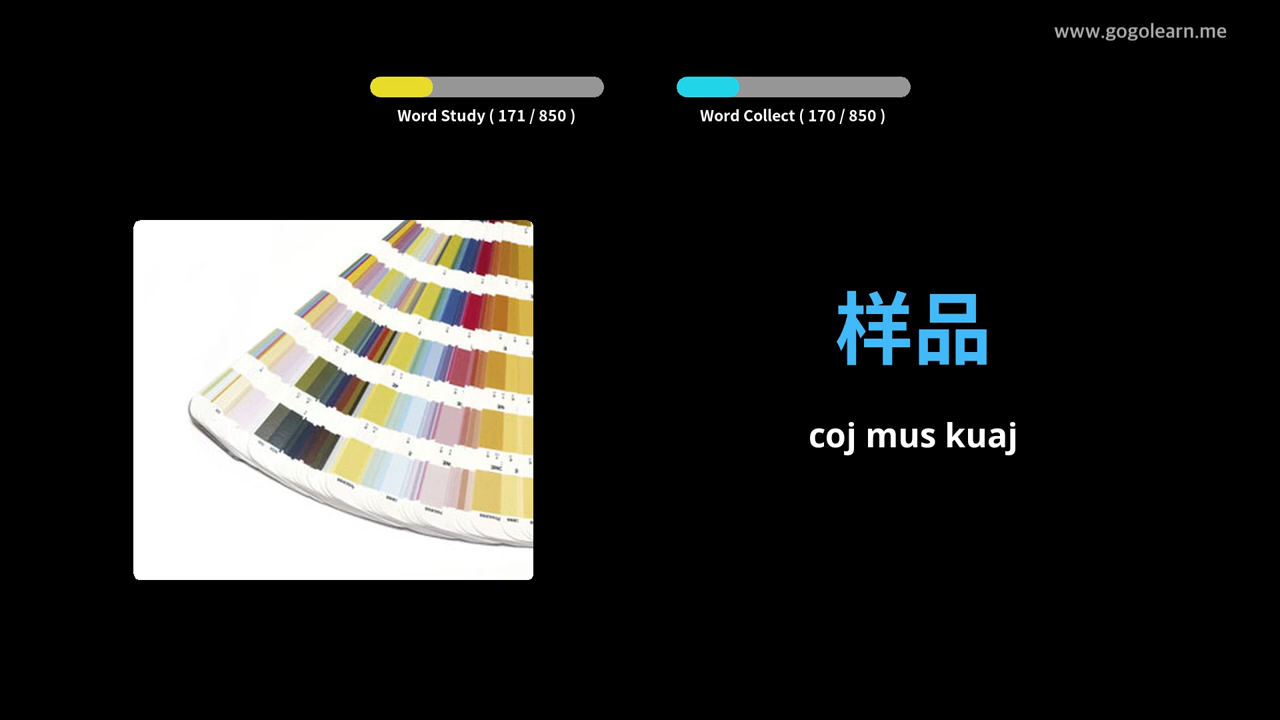 www.gogolearn.me
Word Study ( 171 / 850 )
Word Collect ( 170 / 850 )
样品
coj mus kuaj